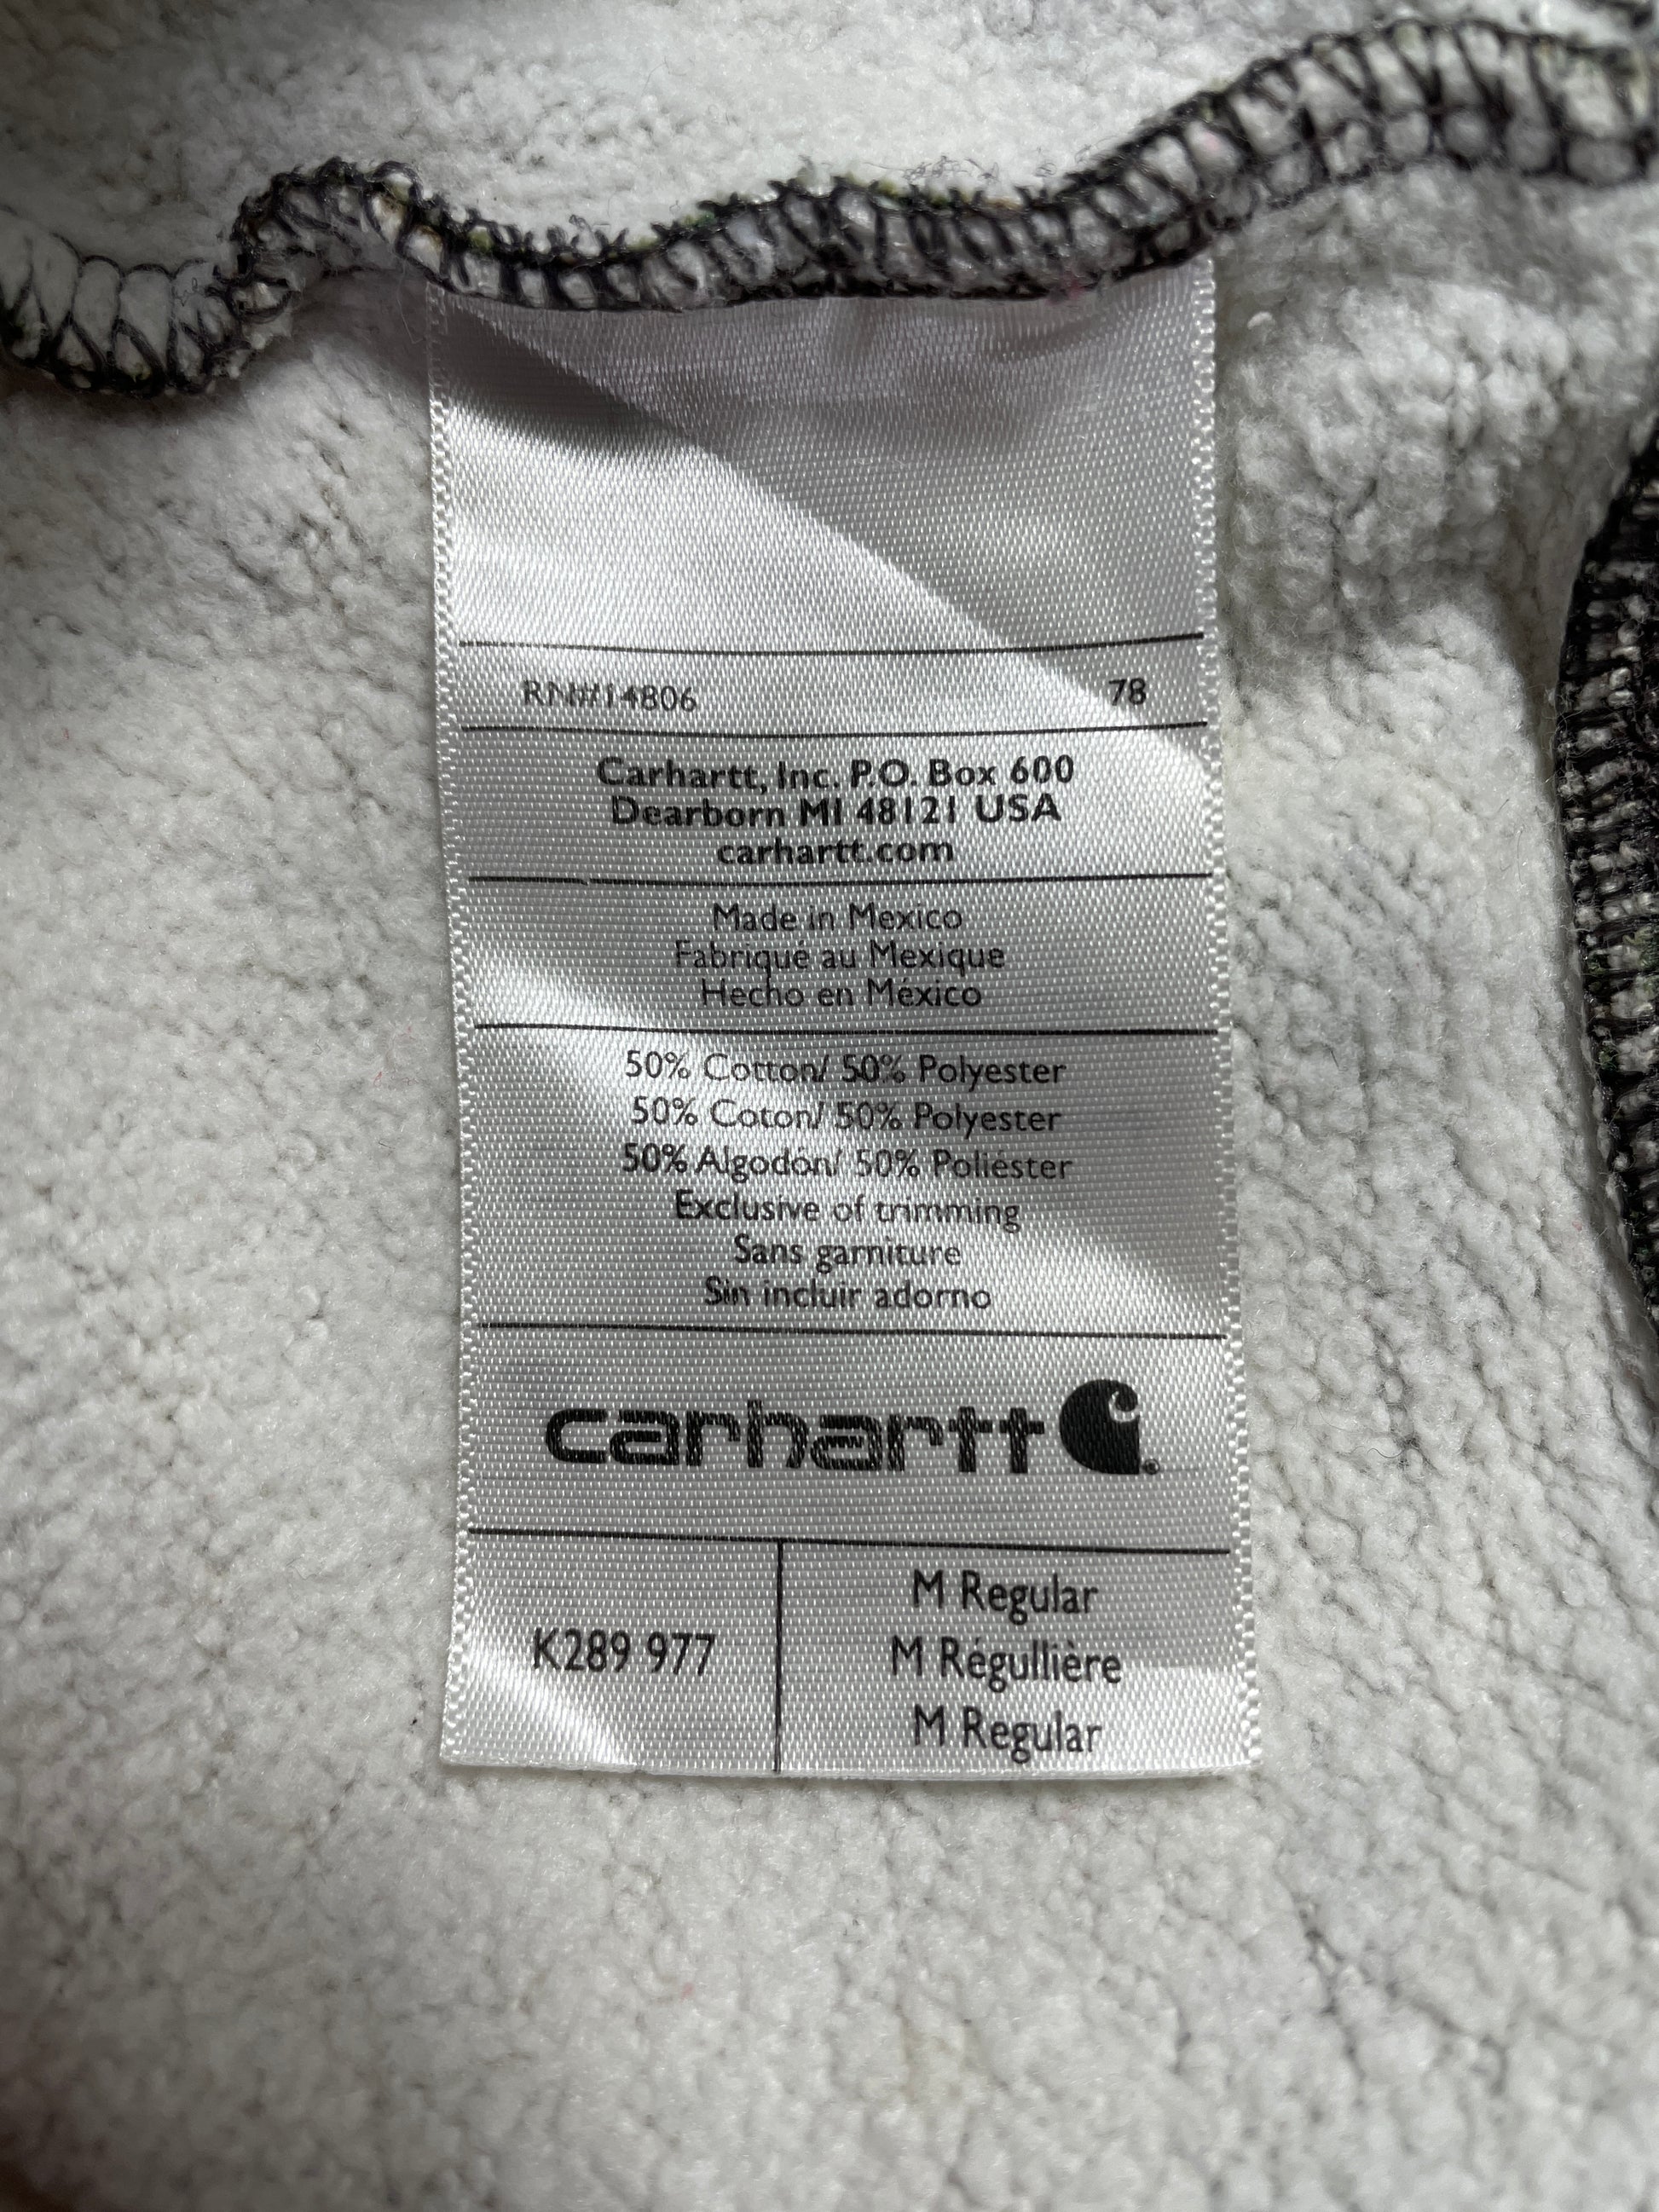 RN#14806 78
Carhartt, Inc. P.O. Box 600
Dearborn MI 48121 USA
carhartt.com
Made in Mexico
Fabriqué au Mexique
Hecho en México
50% Cotton/ 50% Polyester
50% Coton/ 50% Polyester
50% Algodón/ 50% Poliéster
Exclusive of trimming
Sans garniture
Sin incluir adorno
carhartt
K289 977
M Regular
M Régullière
M Regular